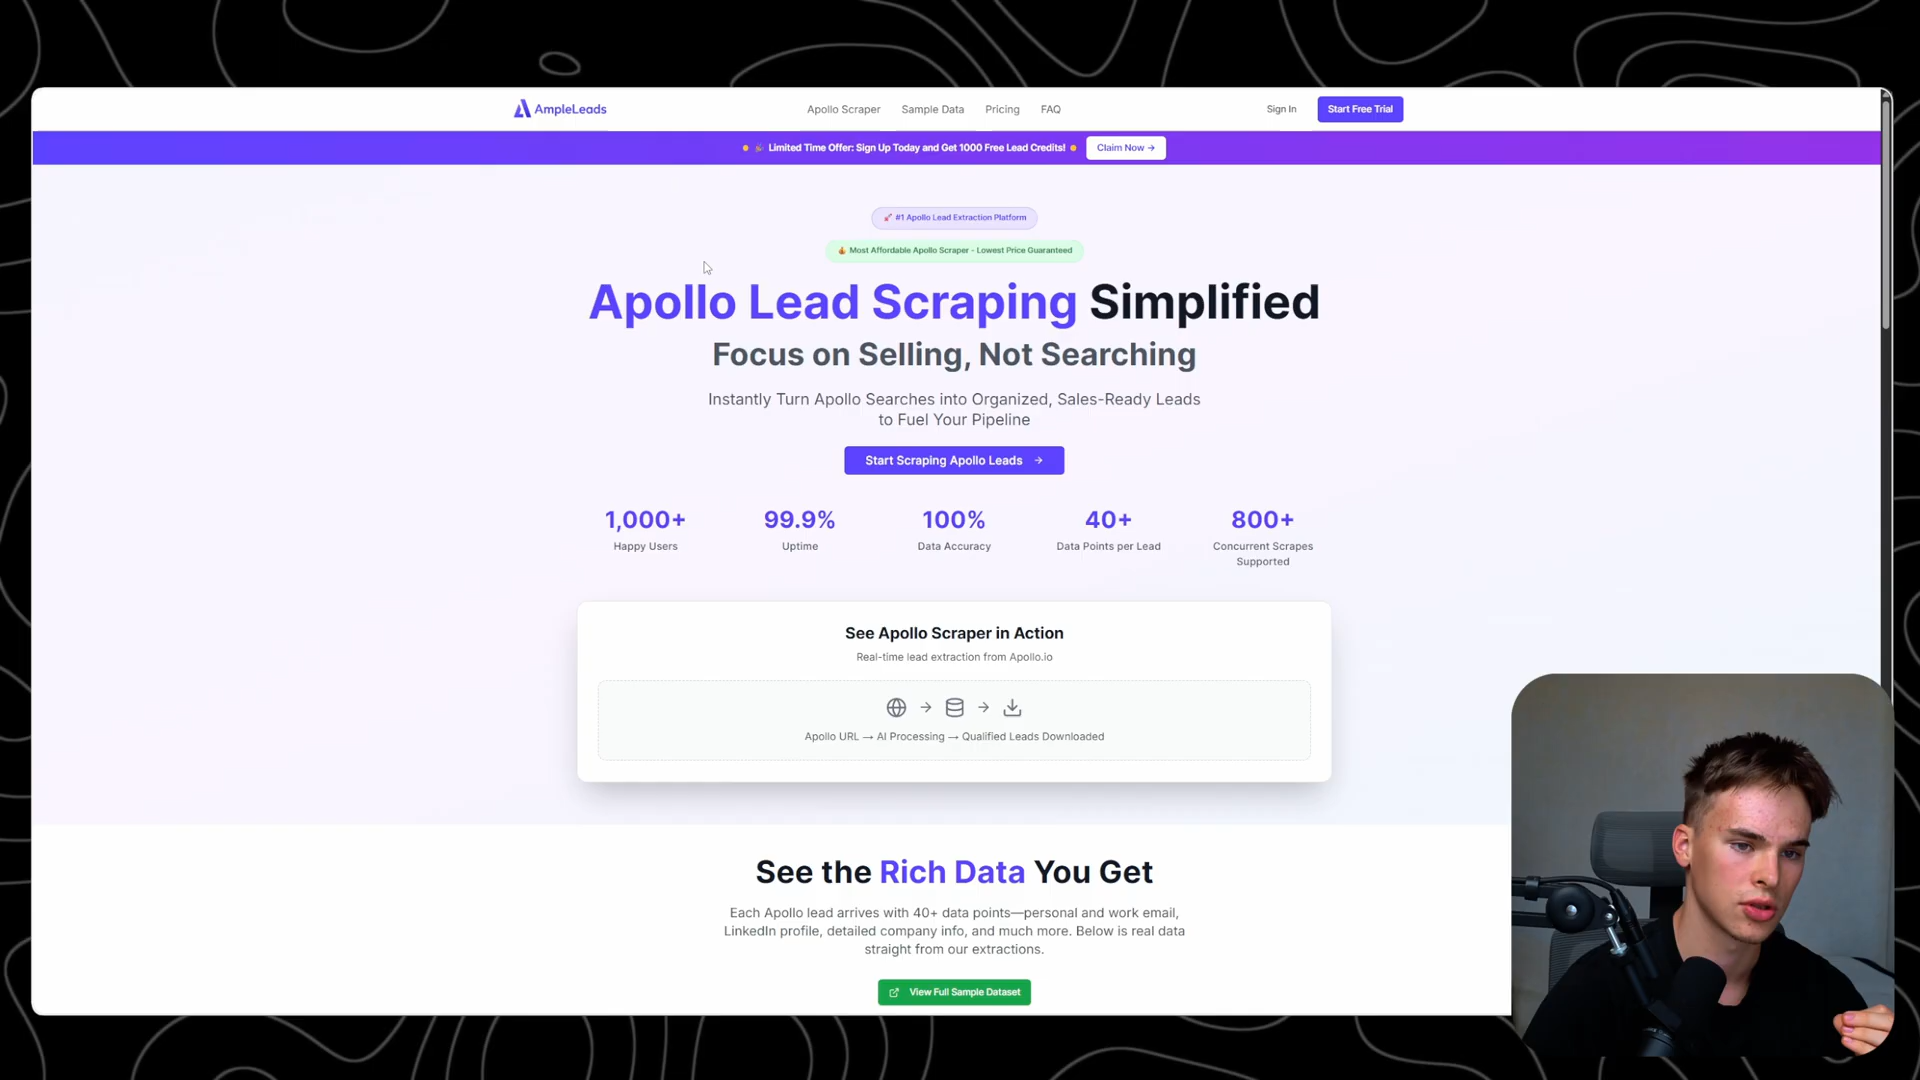 AmpleLeads
Apollo Scraper Sample Data Pricing FAQ
Sign In Start Free Trial
Limited Time Offer: Sign Up Today and Get 1000 Free Lead Credits! Claim Now →
#1 Apollo Lead Extraction Platform
Most Affordable Apollo Scraper - Lowest Price Guaranteed
Apollo Lead Scraping Simplified
Focus on Selling, Not Searching
Instantly Turn Apollo Searches into Organized, Sales-Ready Leads
to Fuel Your Pipeline
Start Scraping Apollo Leads →
1,000+ 99.9% 100% 40+ 800+
Happy Users Uptime Data Accuracy Data Points per Lead Concurrent Scrapes
Supported
See Apollo Scraper in Action
Real-time lead extraction from Apollo.io
Apollo URL → AI Processing → Qualified Leads Downloaded
See the Rich Data You Get
Each Apollo lead arrives with 40+ data points—personal and work email,
LinkedIn profile, detailed company info, and much more. Below is real data
straight from our extractions.
View Full Sample Dataset